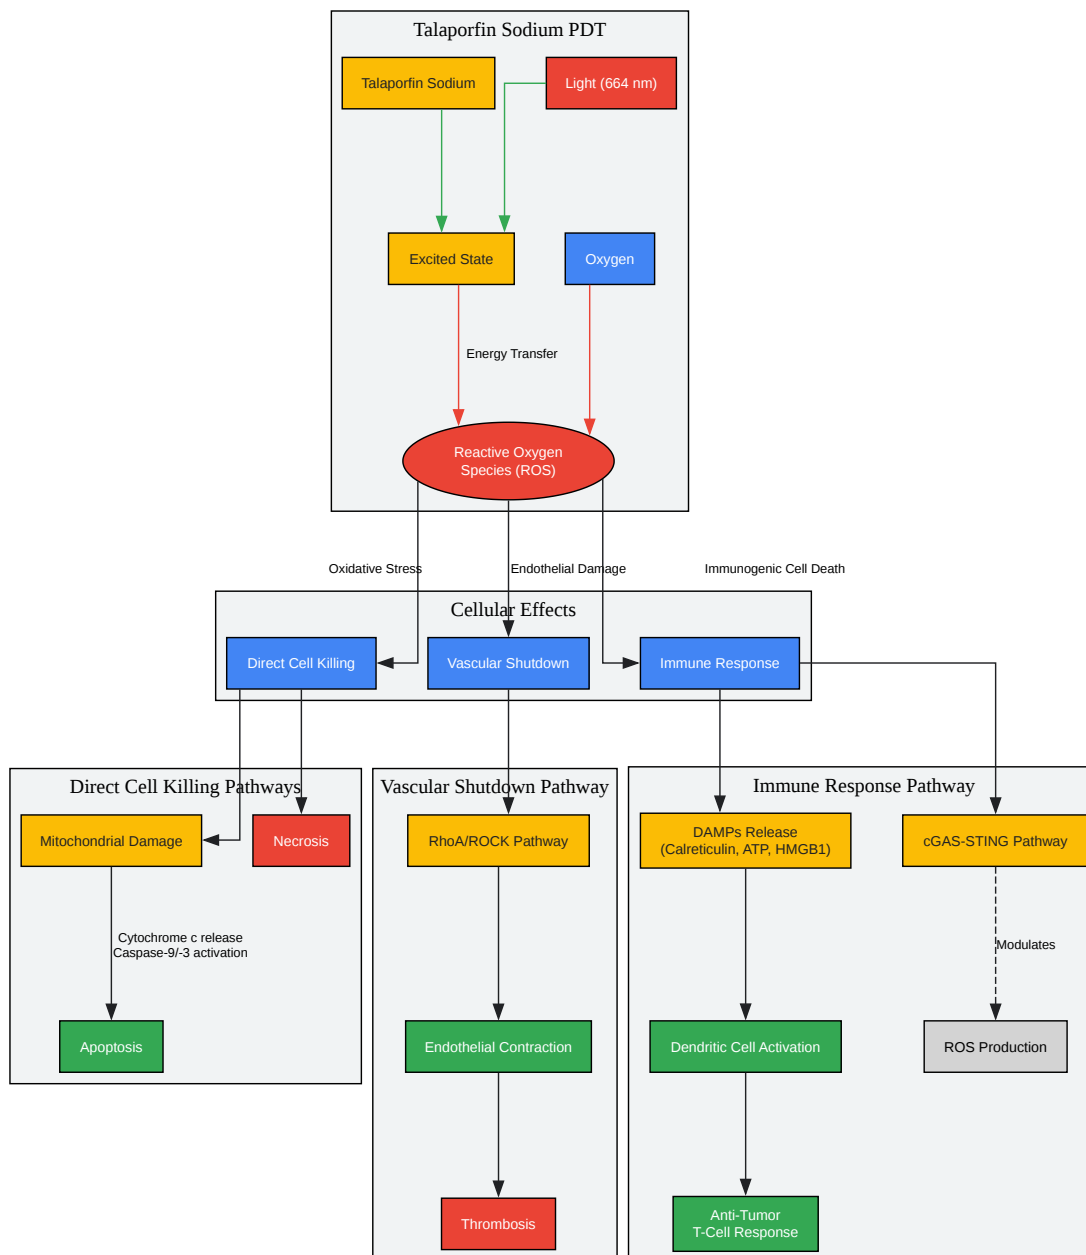 Talaporfin Sodium PDT
Talaporfin Sodium
Light (664 nm)
Excited State
Oxygen
Energy Transfer
Reactive Oxygen
Species (ROS)
Oxidative Stress
Endothelial Damage
Immunogenic Cell Death
Cellular Effects
Direct Cell Killing
Vascular Shutdown
Immune Response
Direct Cell Killing Pathways
Mitochondrial Damage
Necrosis
Cytochrome c release
Caspase-9/-3 activation
Apoptosis
Vascular Shutdown Pathway
RhoA/ROCK Pathway
Endothelial Contraction
Thrombosis
Immune Response Pathway
DAMPs Release
(Calreticulin, ATP, HMGB1)
cGAS-STING Pathway
Modulates
Dendritic Cell Activation
ROS Production
Anti-Tumor
T-Cell Response